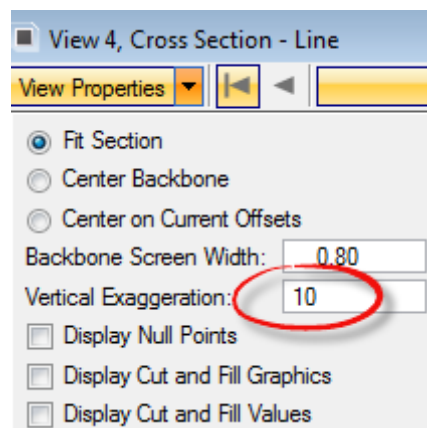 View 4, Cross Section - Line
View Properties
Fit Section
Center Backbone
Center on Current Offsets
Backbone Screen Width: 0.80
Vertical Exaggeration: 10
Display Null Points
Display Cut and Fill Graphics
Display Cut and Fill Values